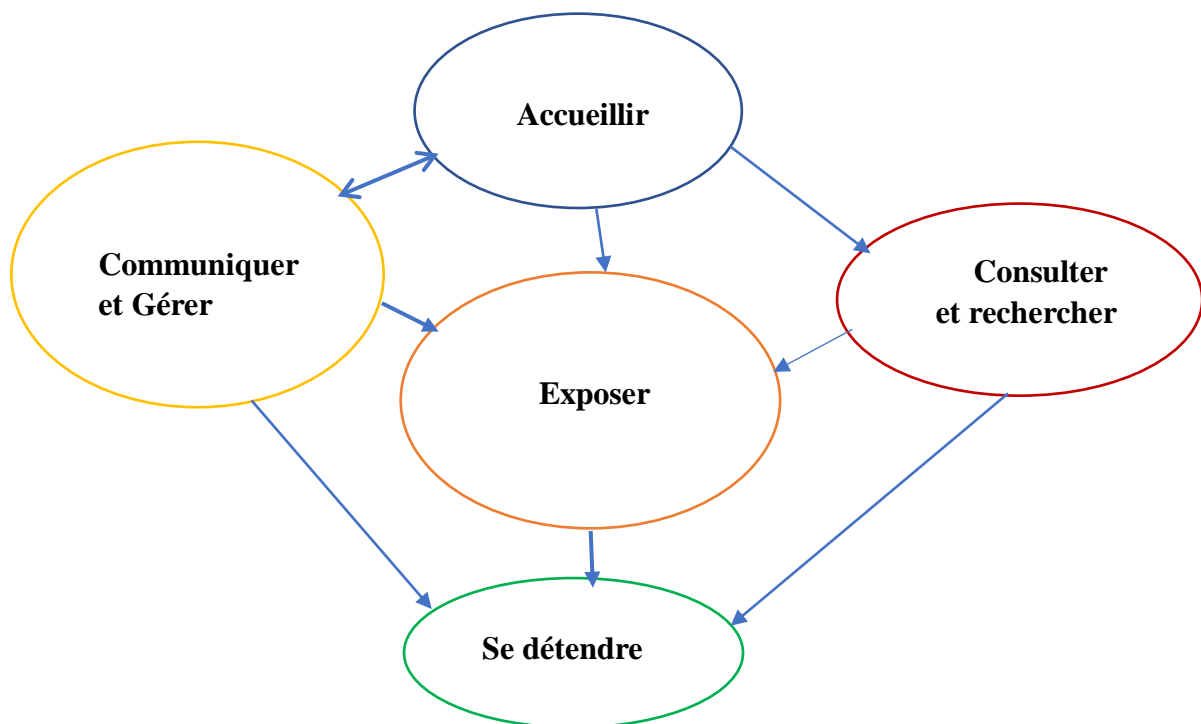 Accueillir
Communiquer
et Gérer
Consulter
et rechercher
Exposer
Se détendre